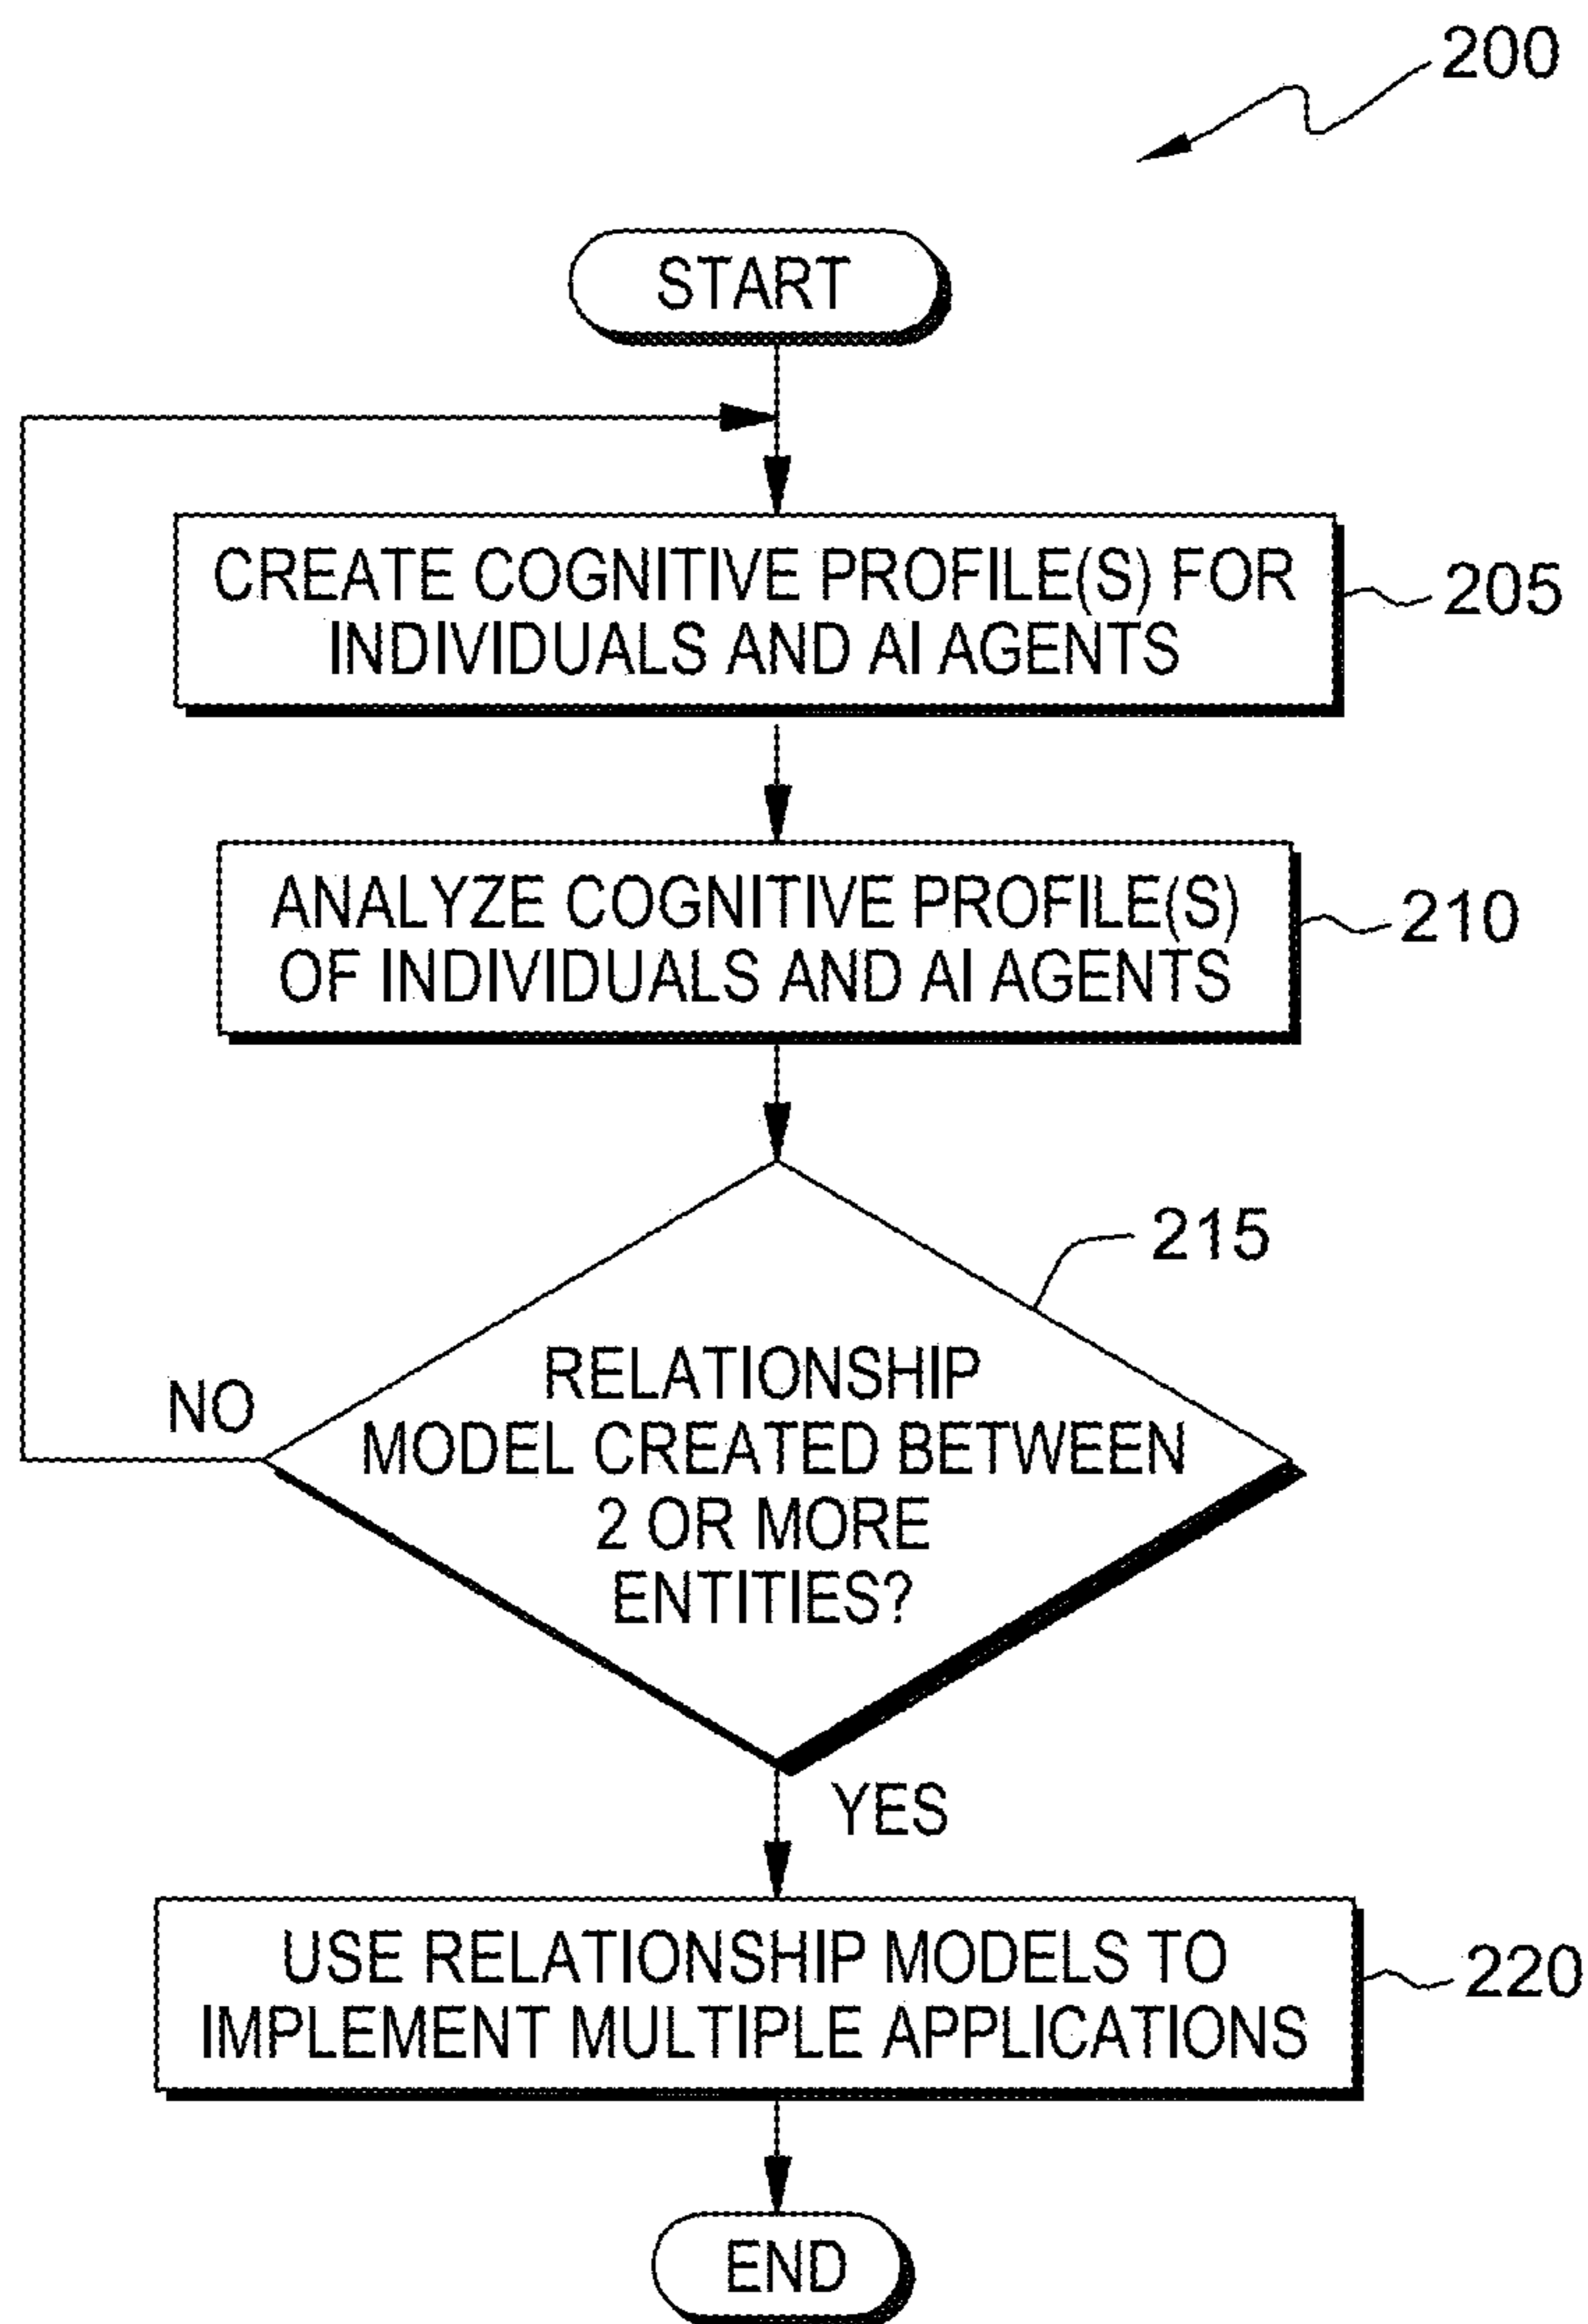 200
START
CREATE COGNITIVE PROFILE(S) FOR
INDIVIDUALS AND AI AGENTS
205
ANALYZE COGNITIVE PROFILE(S)
OF INDIVIDUALS AND AI AGENTS
210
215
RELATIONSHIP
MODEL CREATED BETWEEN
2 OR MORE
ENTITIES?
NO
YES
USE RELATIONSHIP MODELS TO
IMPLEMENT MULTIPLE APPLICATIONS
220
END